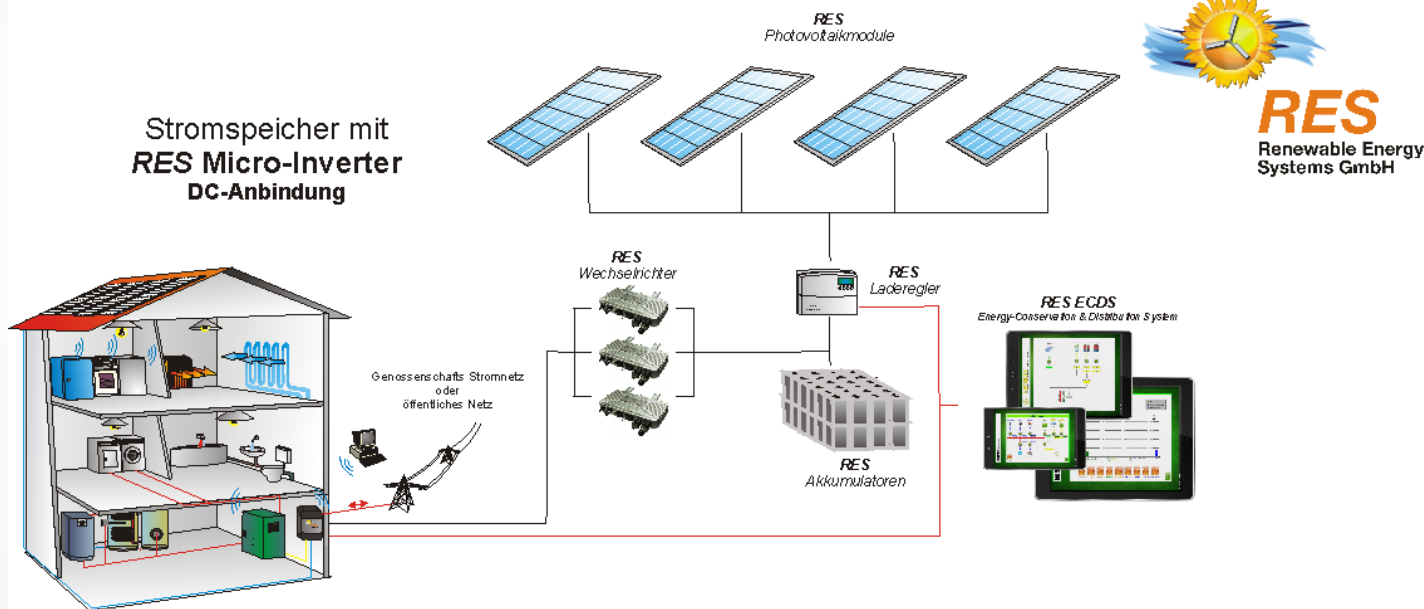 RES
Photovoltaikmodule
RES
Renewable Energy
Systems GmbH
Stromspeicher mit
RES Micro-Inverter
DC-Anbindung
RES
Wechselrichter
RES
Laderegler
RES ECDS
Energy-Conservation & Distribution System
Genossenschafts Stromnetz
oder
öffentliches Netz
RES
Akkumulatoren